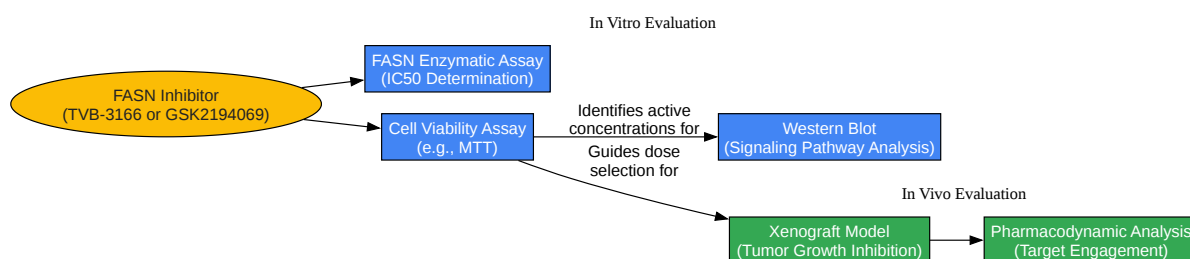 In Vitro Evaluation
FASN Inhibitor
(TVB-3166 or GSK2194069)
FASN Enzymatic Assay
(IC50 Determination)
Cell Viability Assay
(e.g., MTT)
Identifies active
concentrations for
Western Blot
(Signaling Pathway Analysis)
Guides dose
selection for
In Vivo Evaluation
Xenograft Model
(Tumor Growth Inhibition)
Pharmacodynamic Analysis
(Target Engagement)